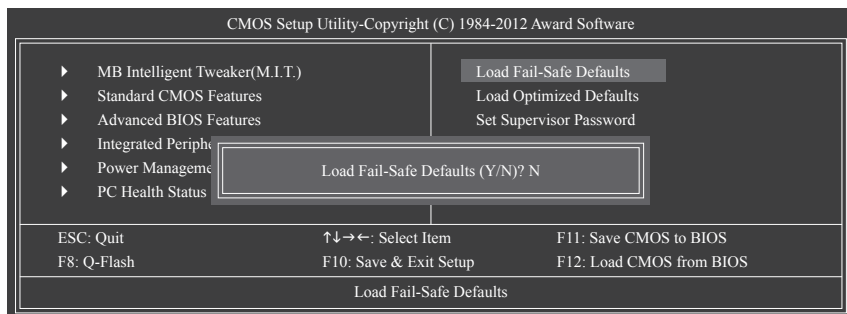 CMOS Setup Utility-Copyright (C) 1984-2012 Award Software
MB Intelligent Tweaker(M.I.T.)
Standard CMOS Features
Advanced BIOS Features
Integrated Periphe
Power Manageme
PC Health Status
Load Fail-Safe Defaults
Load Optimized Defaults
Set Supervisor Password
Load Fail-Safe Defaults (Y/N)? N
ESC: Quit ↑↓→←: Select Item F11: Save CMOS to BIOS
F8: Q-Flash F10: Save & Exit Setup F12: Load CMOS from BIOS
Load Fail-Safe Defaults